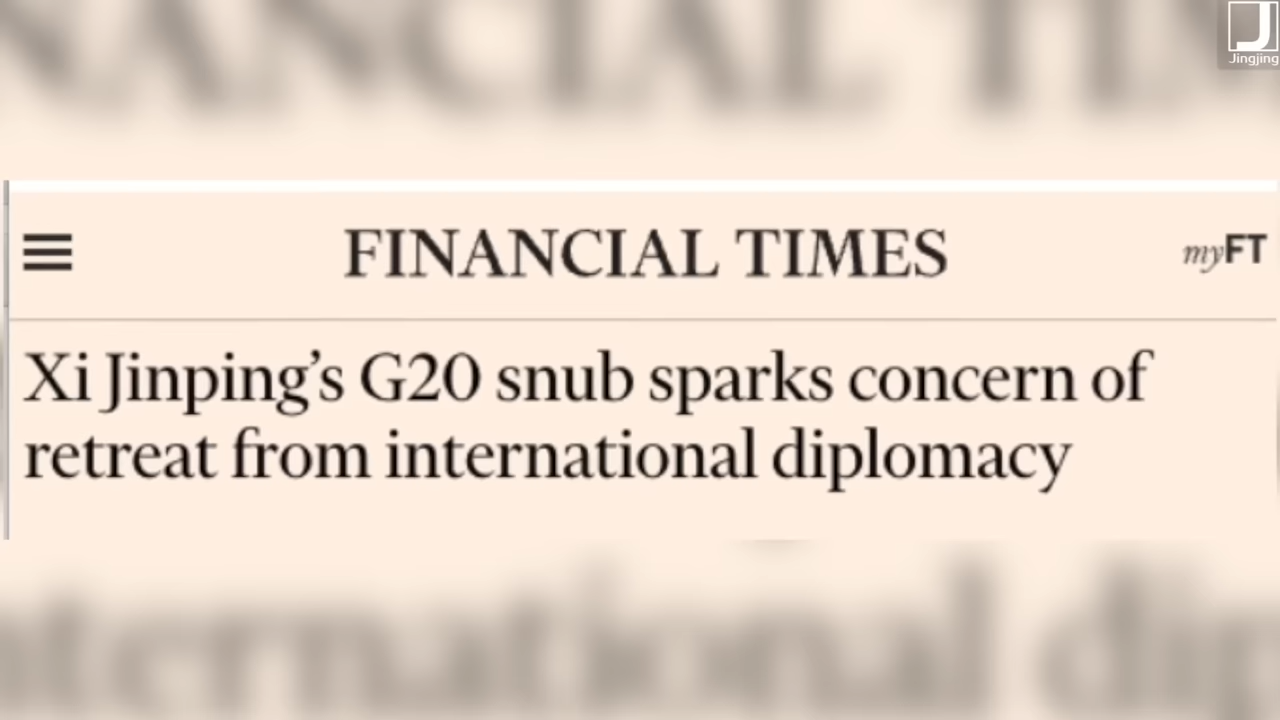 Jingjing
FINANCIAL TIMES
myFT
Xi Jinping’s G20 snub sparks concern of
retreat from international diplomacy